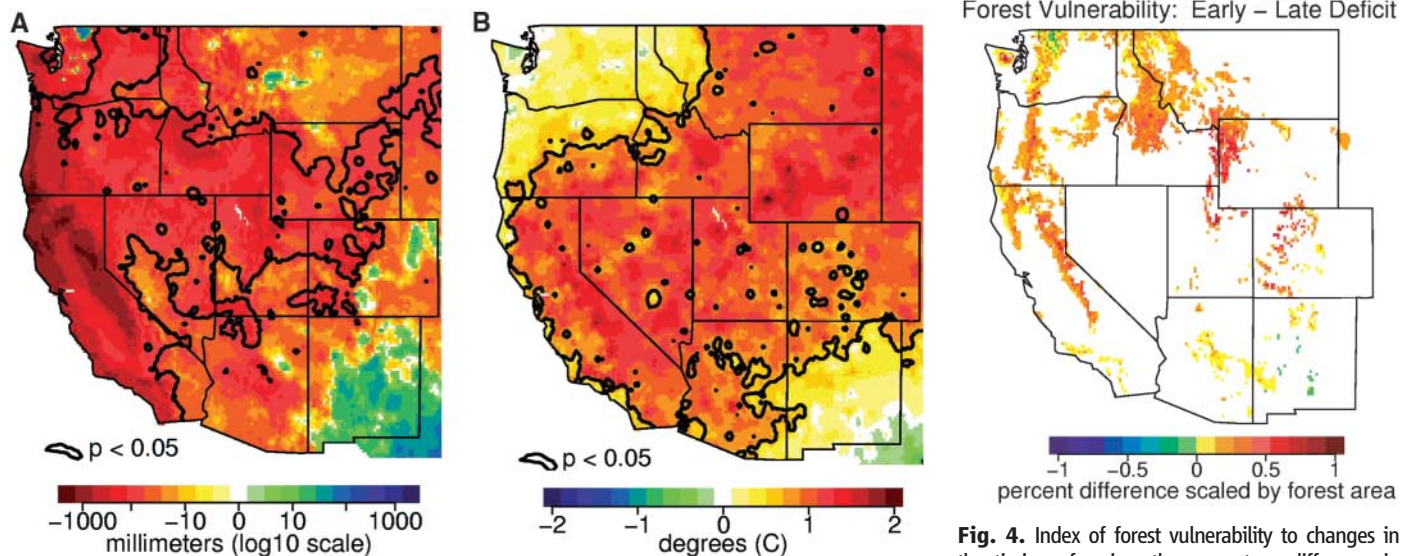 A
p < 0.05
-1000 -10 0 10 1000
millimeters (log10 scale)
B
p < 0.05
-2 -1 0 1 2
degrees (C)
Forest Vulnerability: Early – Late Deficit
-1 -0.5 0 0.5 1
percent difference scaled by forest area
Fig. 4. Index of forest vulnerability to changes in